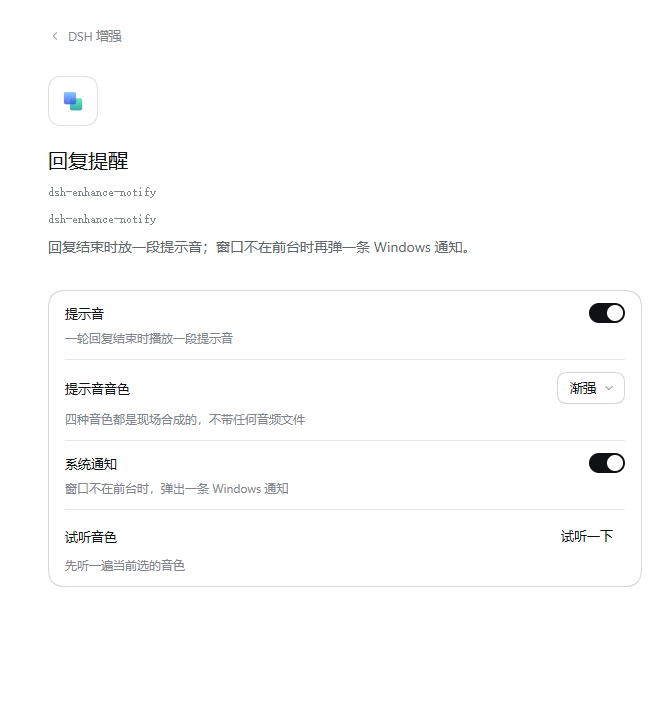 DSH 增强
回复提醒
dsh-enhance-notify
dsh-enhance-notify
回复结束时放一段提示音；窗口不在前台时再弹一条 Windows 通知。
提示音
一轮回复结束时播放一段提示音
提示音音色
渐强
四种音色都是现场合成的，不带任何音频文件
系统通知
窗口不在前台时，弹出一条 Windows 通知
试听音色
试听一下
先听一遍当前选的音色